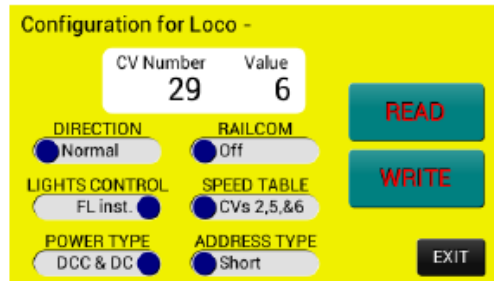 Configuration for Loco -
CV Number Value
29 6
READ
DIRECTION RAILCOM
Normal Off
WRITE
LIGHTS CONTROL SPEED TABLE
FL inst. CVs 2,5,&6
POWER TYPE ADDRESS TYPE
DCC & DC Short
EXIT